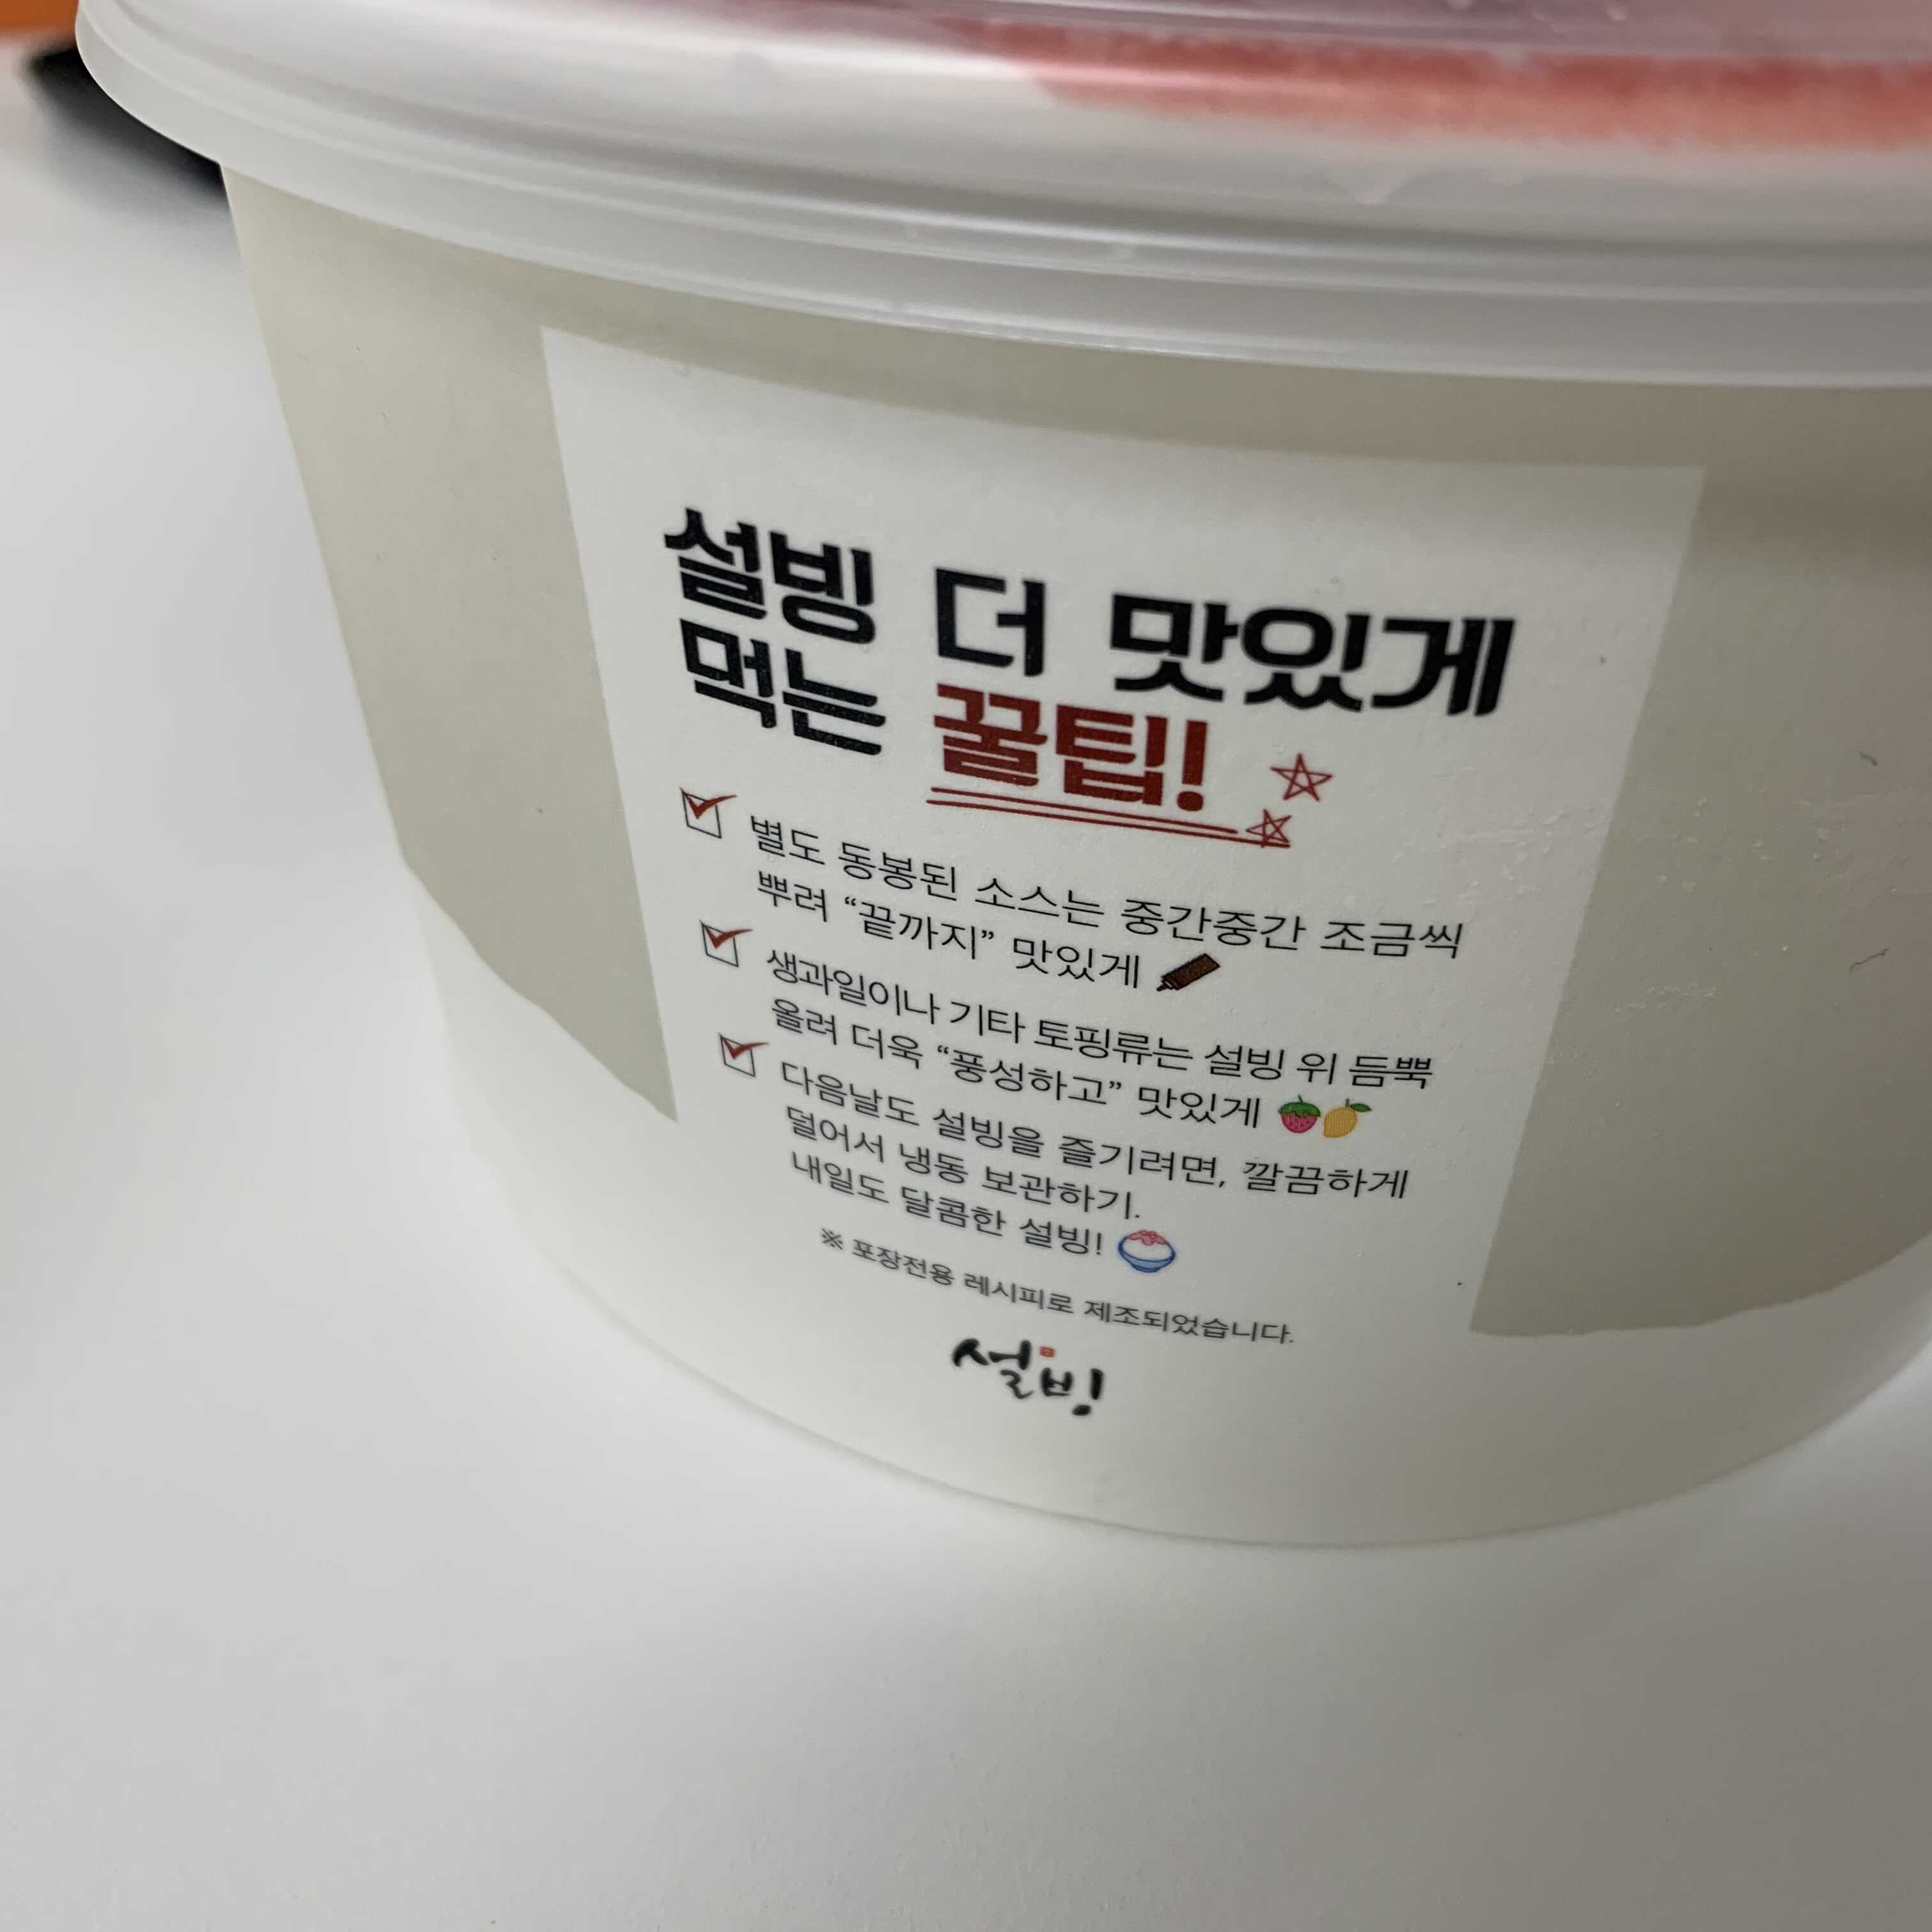 설빙 더 맛있게
먹는 꿀팁!
별도 동봉된 소스는 중간중간 조금씩
뿌려 “끝까지” 맛있게
생과일이나 기타 토핑류는 설빙 위 듬뿍
올려 더욱 “풍성하고” 맛있게
다음날도 설빙을 즐기려면, 깔끔하게
덜어서 냉동 보관하기.
내일도 달콤한 설빙!
※ 포장전용 레시피로 제조되었습니다.
설빙